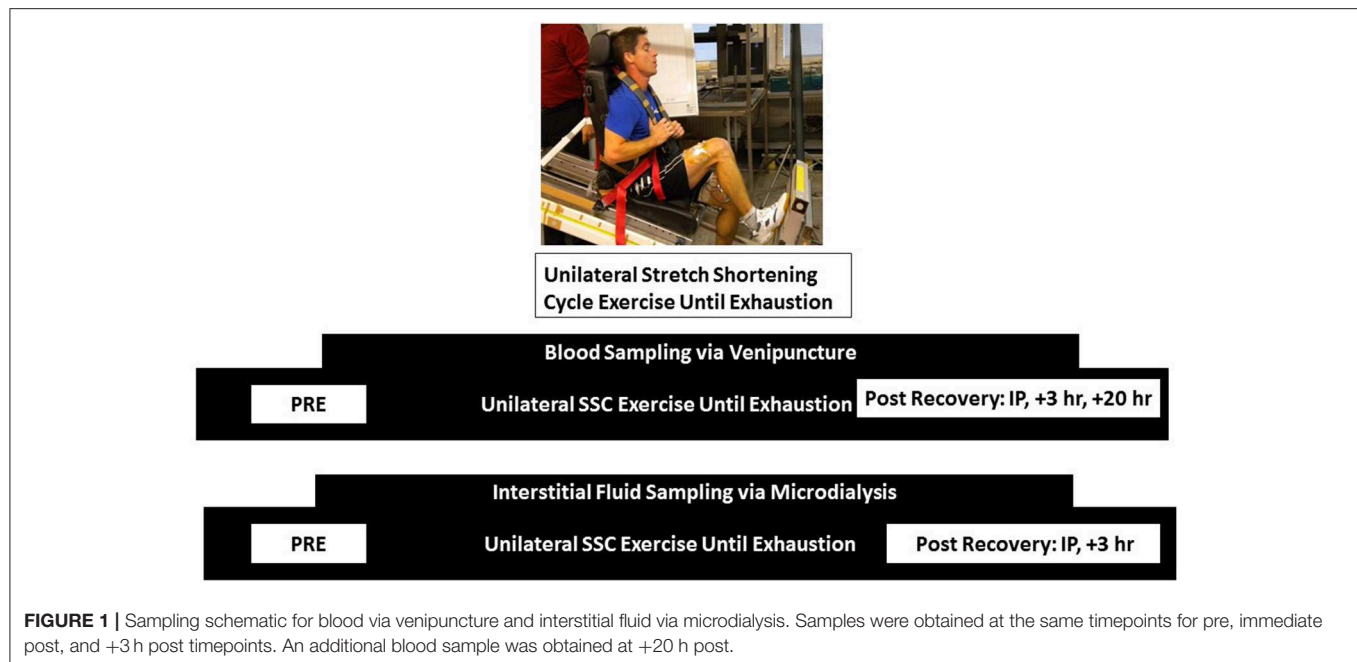 Unilateral Stretch Shortening
Cycle Exercise Until Exhaustion
Blood Sampling via Venipuncture
PRE
Unilateral SSC Exercise Until Exhaustion
Post Recovery: IP, +3 hr, +20 hr
Interstitial Fluid Sampling via Microdialysis
PRE
Unilateral SSC Exercise Until Exhaustion
Post Recovery: IP, +3 hr
FIGURE 1 | Sampling schematic for blood via venipuncture and interstitial fluid via microdialysis. Samples were obtained at the same timepoints for pre, immediate
post, and +3 h post timepoints. An additional blood sample was obtained at +20 h post.